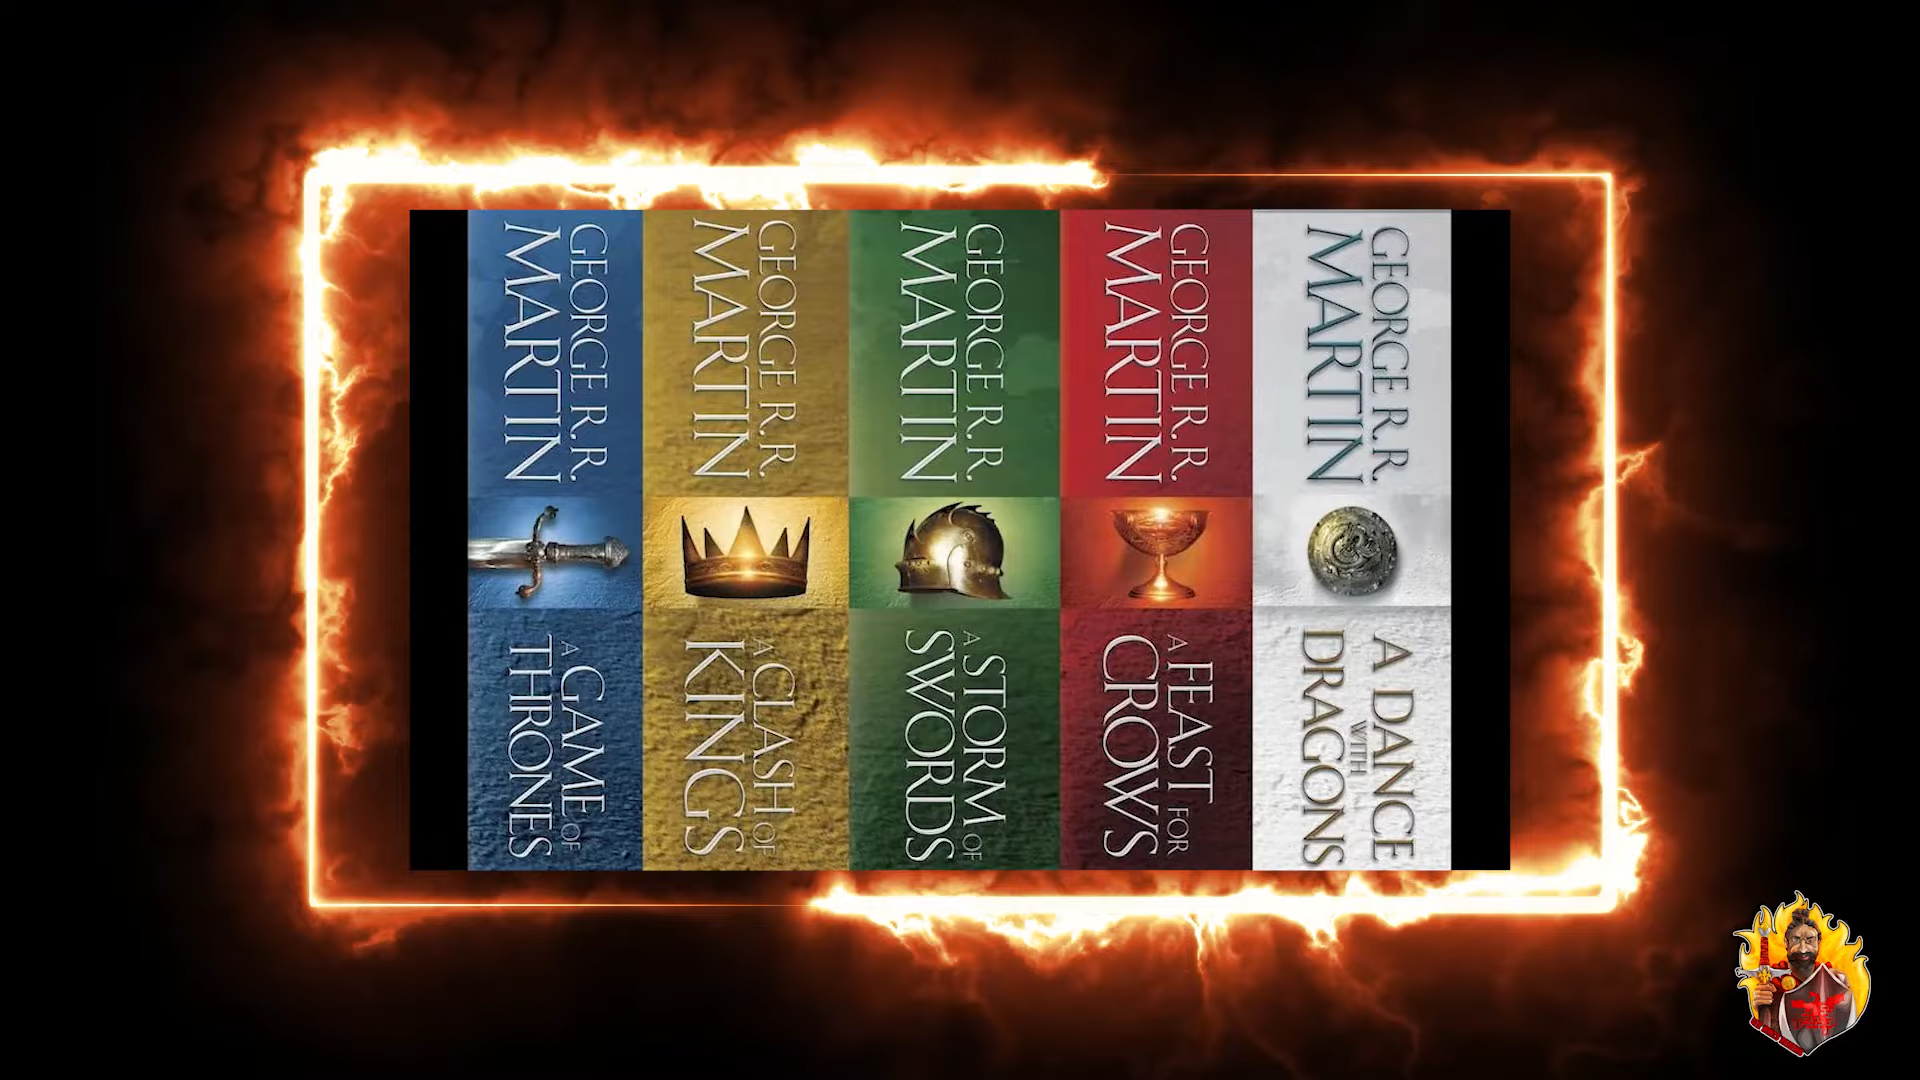 GEORGE R.R.
MARTIN
A GAME OF
THRONES
GEORGE R.R.
MARTIN
A CLASH OF
KINGS
GEORGE R.R.
MARTIN
A STORM OF
SWORDS
GEORGE R.R.
MARTIN
A FEAST FOR
CROWS
GEORGE R.R.
MARTIN
A DANCE
WITH
DRAGONS